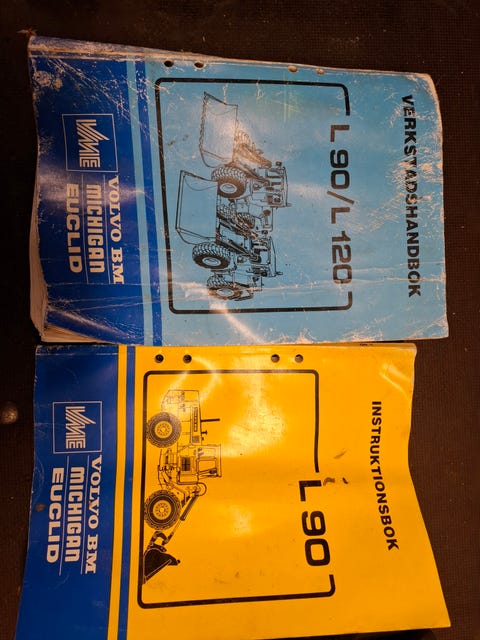 VERKSTADSHANDBOK
L 90/L 120
VME
VOLVO BM
MICHIGAN
EUCLID
INSTRUKTIONSBOK
L 90
VME
VOLVO BM
MICHIGAN
EUCLID